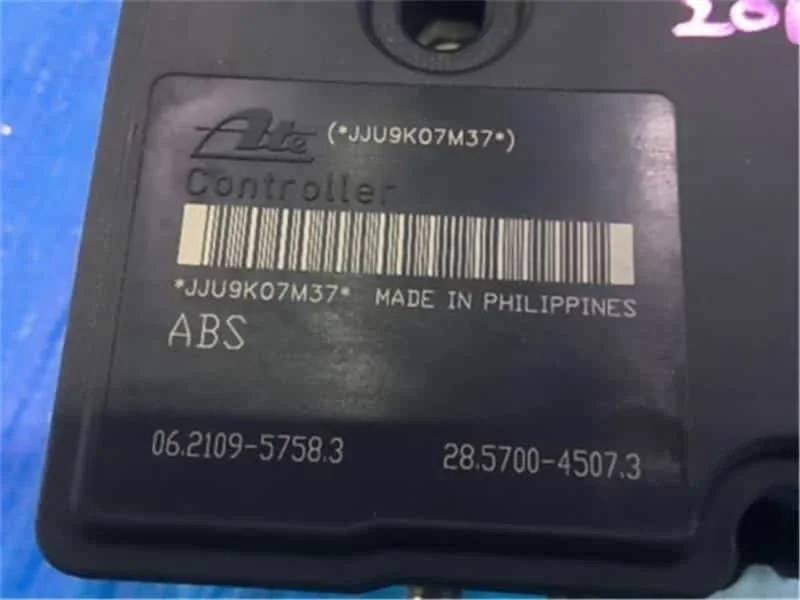 Ate (*JJU9K07M37*)
Controller
*JJU9K07M37* MADE IN PHILIPPINES
ABS
06.2109-5758.3 28.5700-4507.3